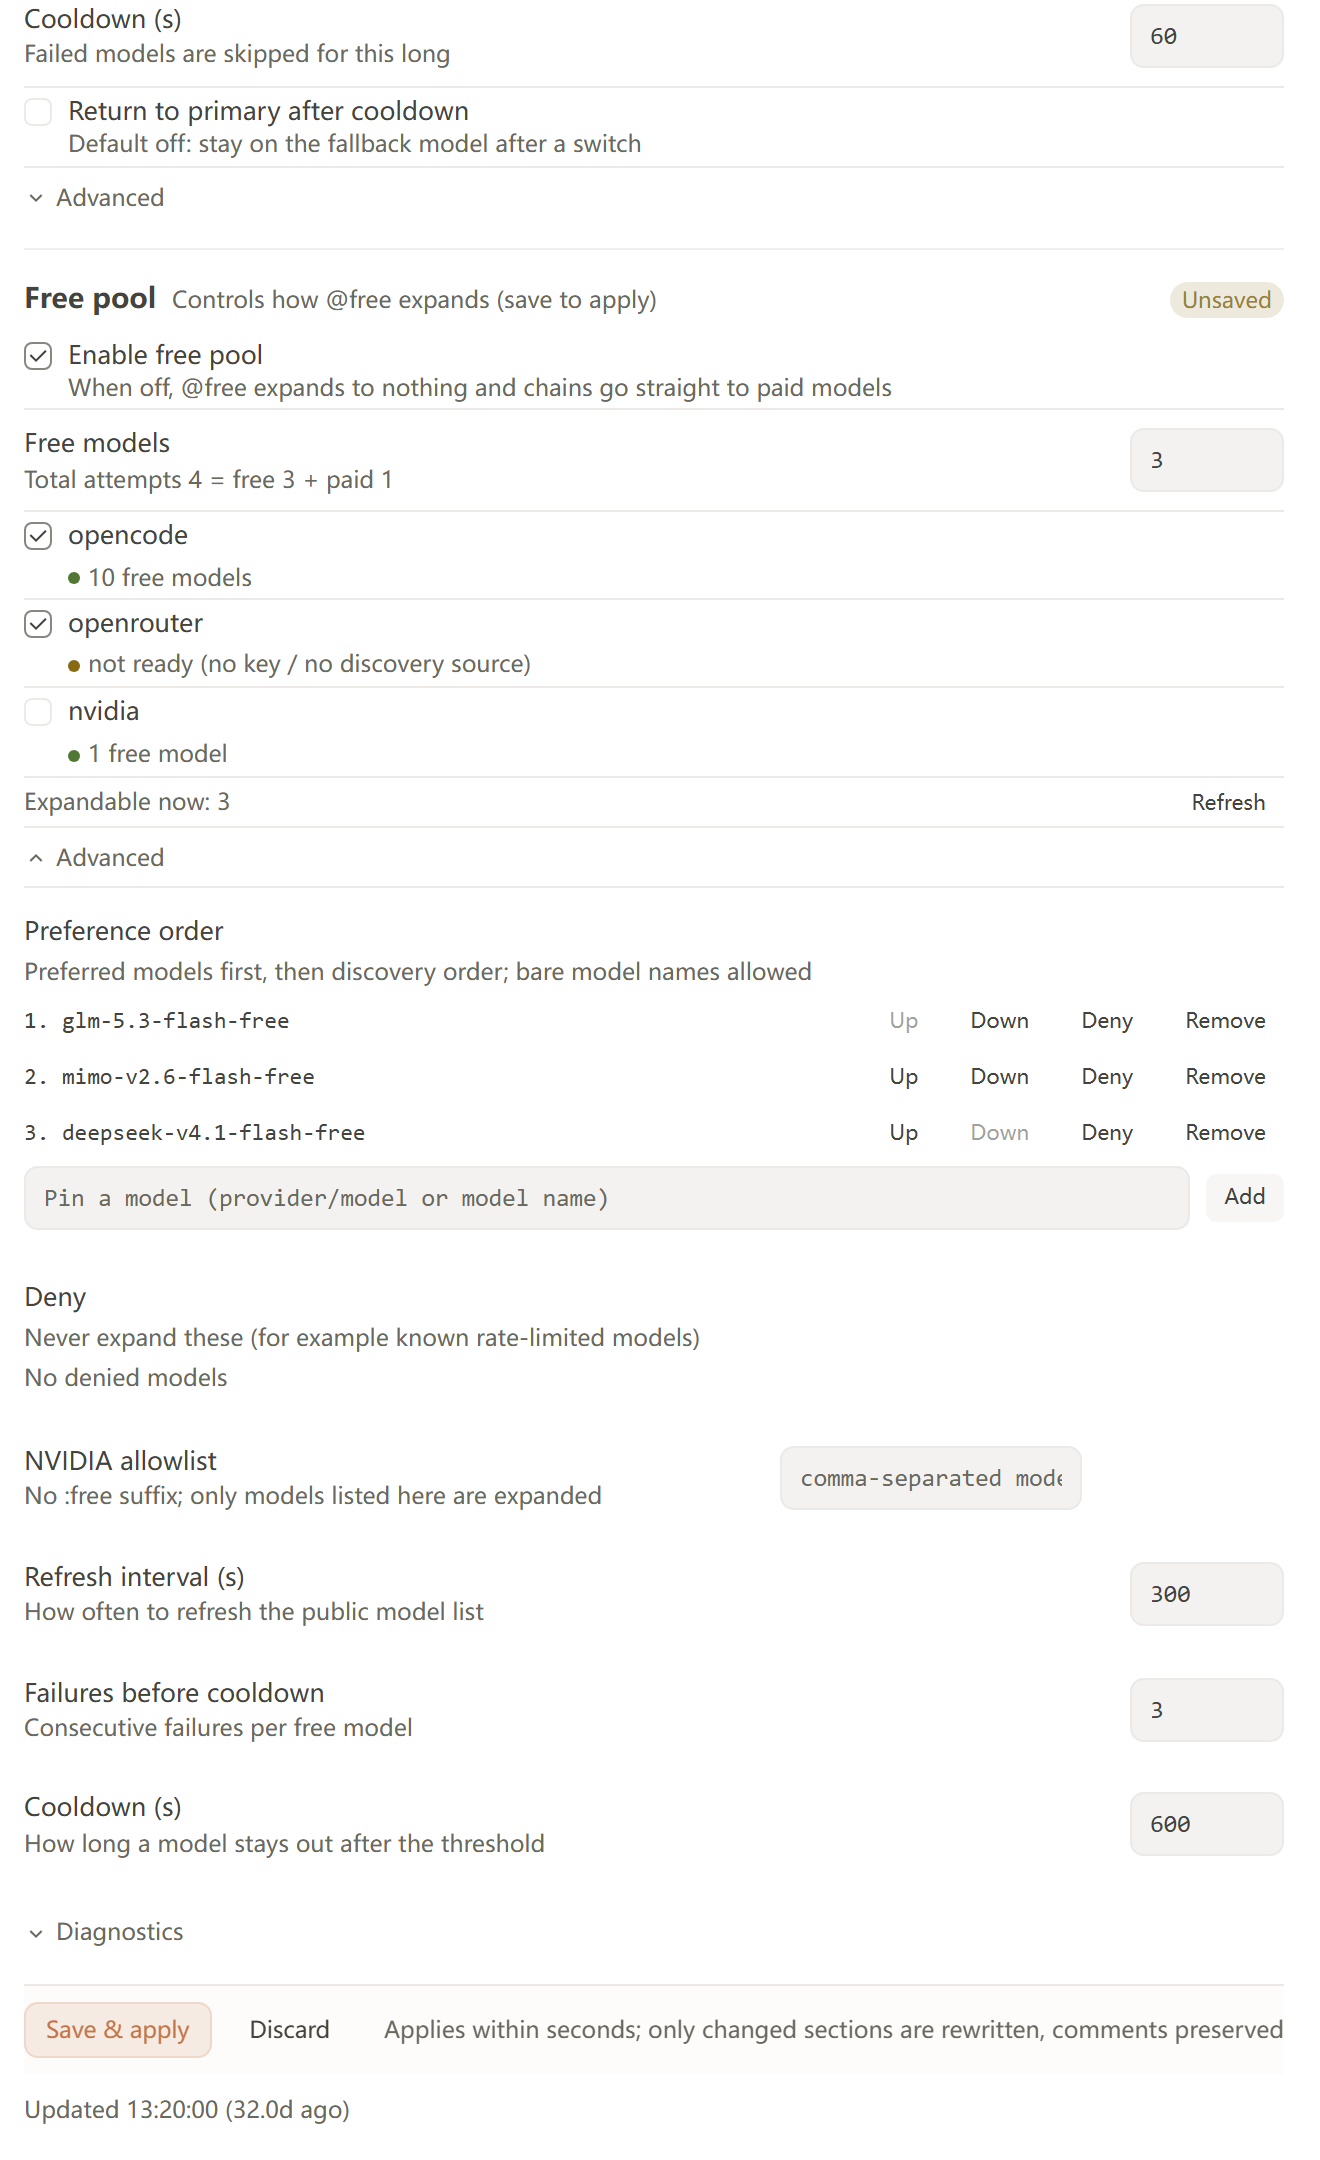 Cooldown (s)
60
Failed models are skipped for this long
Return to primary after cooldown
Default off: stay on the fallback model after a switch
Advanced
Free pool Controls how @free expands (save to apply) Unsaved
Enable free pool
When off, @free expands to nothing and chains go straight to paid models
Free models
3
Total attempts 4 = free 3 + paid 1
opencode
10 free models
openrouter
not ready (no key / no discovery source)
nvidia
1 free model
Expandable now: 3 Refresh
Advanced
Preference order
Preferred models first, then discovery order; bare model names allowed
1. glm-5.3-flash-free Up Down Deny Remove
2. mimo-v2.6-flash-free Up Down Deny Remove
3. deepseek-v4.1-flash-free Up Down Deny Remove
Pin a model (provider/model or model name) Add
Deny
Never expand these (for example known rate-limited models)
No denied models
NVIDIA allowlist
comma-separated mode
No :free suffix; only models listed here are expanded
Refresh interval (s)
300
How often to refresh the public model list
Failures before cooldown
3
Consecutive failures per free model
Cooldown (s)
600
How long a model stays out after the threshold
Diagnostics
Save & apply Discard Applies within seconds; only changed sections are rewritten, comments preserved
Updated 13:20:00 (32.0d ago)